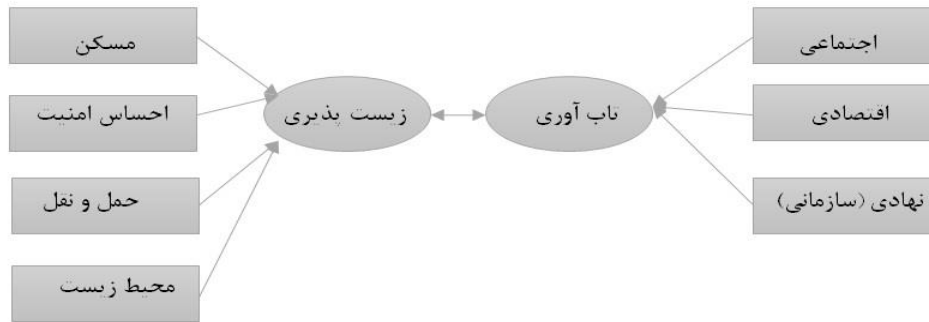 اجتماعی
اقتصادی
نهادی (سازمانی)
تاب آوری
زیست پذیری
مسکن
احساس امنیت
حمل و نقل
محیط زیست